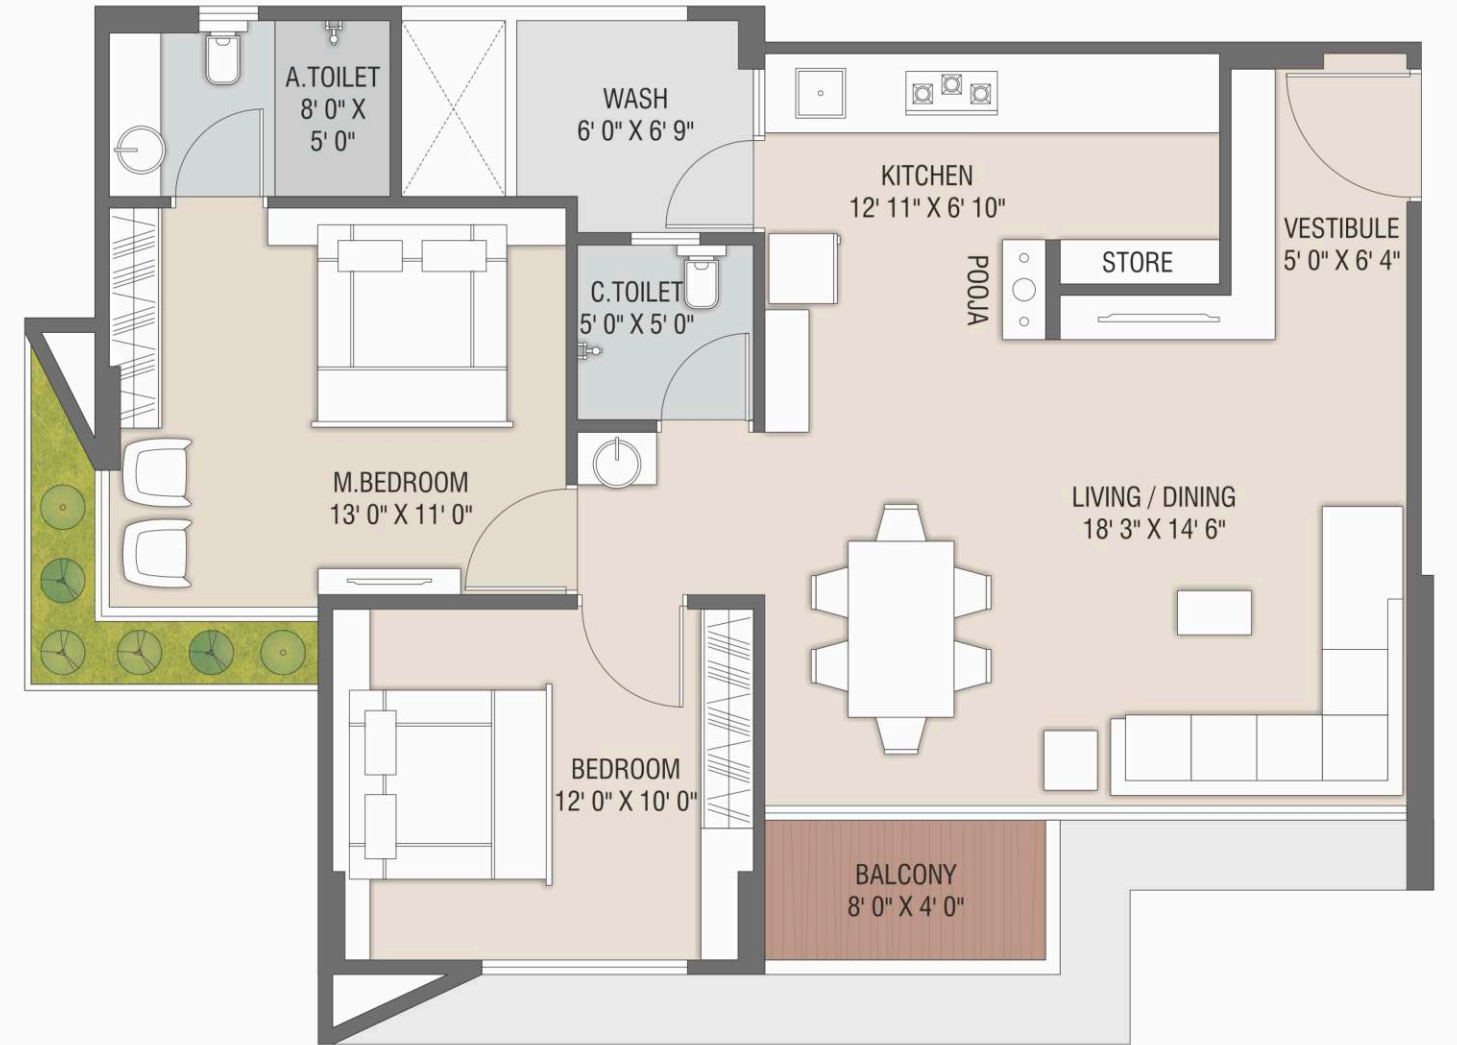 A.TOILET
8' 0" X
5' 0"
WASH
6' 0" X 6' 9"
KITCHEN
12' 11" X 6' 10"
VESTIBULE
5' 0" X 6' 4"
STORE
POOJA
C.TOILET
5' 0" X 5' 0"
M.BEDROOM
13' 0" X 11' 0"
LIVING / DINING
18' 3" X 14' 6"
BEDROOM
12' 0" X 10' 0"
BALCONY
8' 0" X 4' 0"